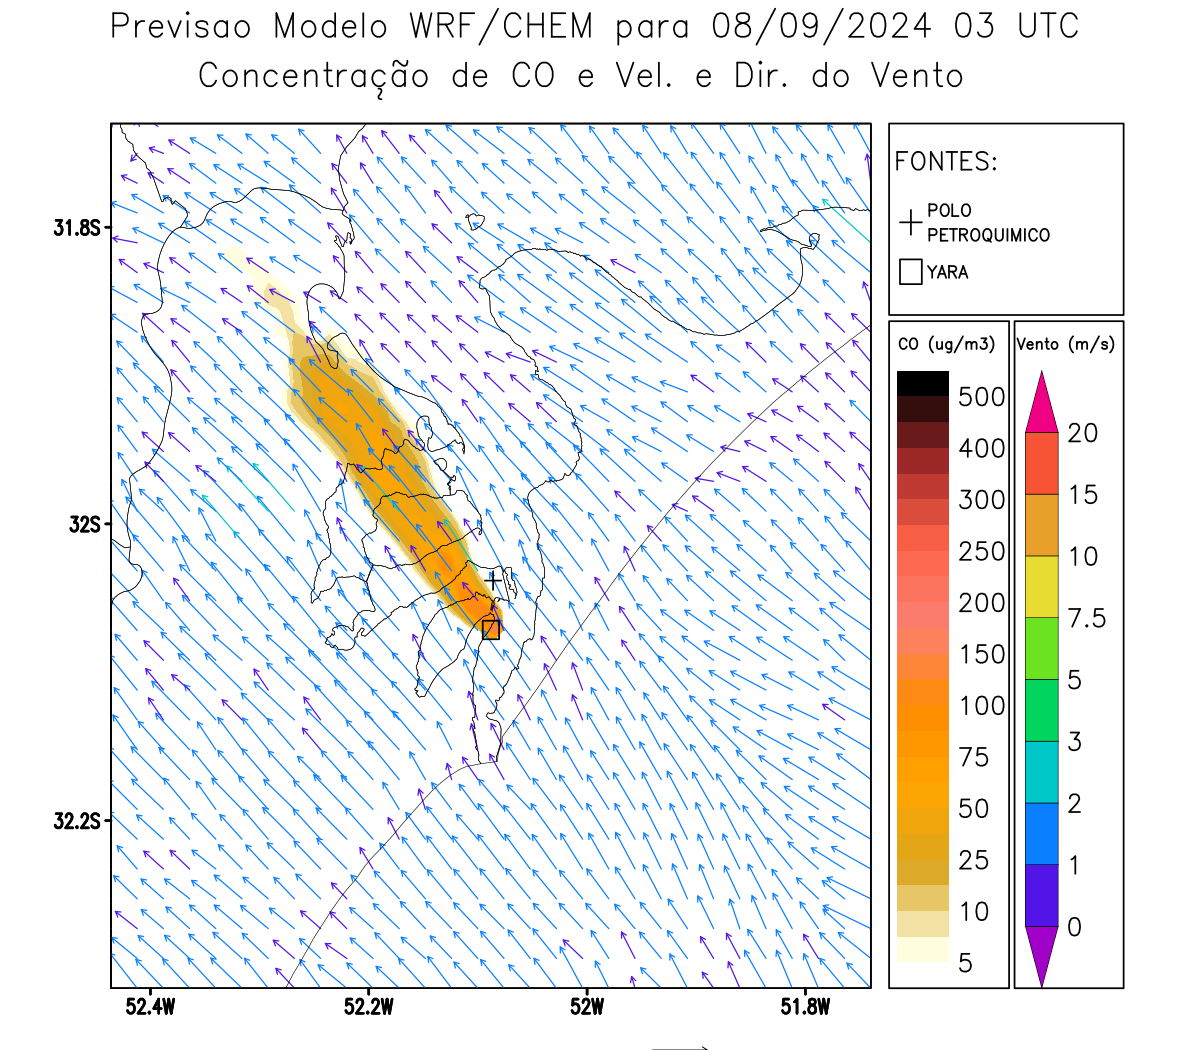 Previsao Modelo WRF/CHEM para 08/09/2024 03 UTC
Concentração de CO e Vel. e Dir. do Vento
FONTES:
POLO
PETROQUIMICO
YARA
31.8S
32S
32.2S
52.4W
52.2W
52W
51.8W
CO (ug/m3)
500
400
300
250
200
150
100
75
50
25
10
5
Vento (m/s)
20
15
10
7.5
5
3
2
1
0